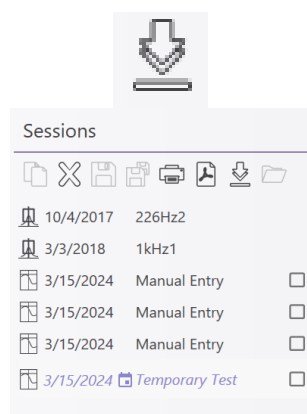 Sessions
10/4/2017 226Hz2
3/3/2018 1kHz1
3/15/2024 Manual Entry
3/15/2024 Manual Entry
3/15/2024 Manual Entry
3/15/2024 Temporary Test